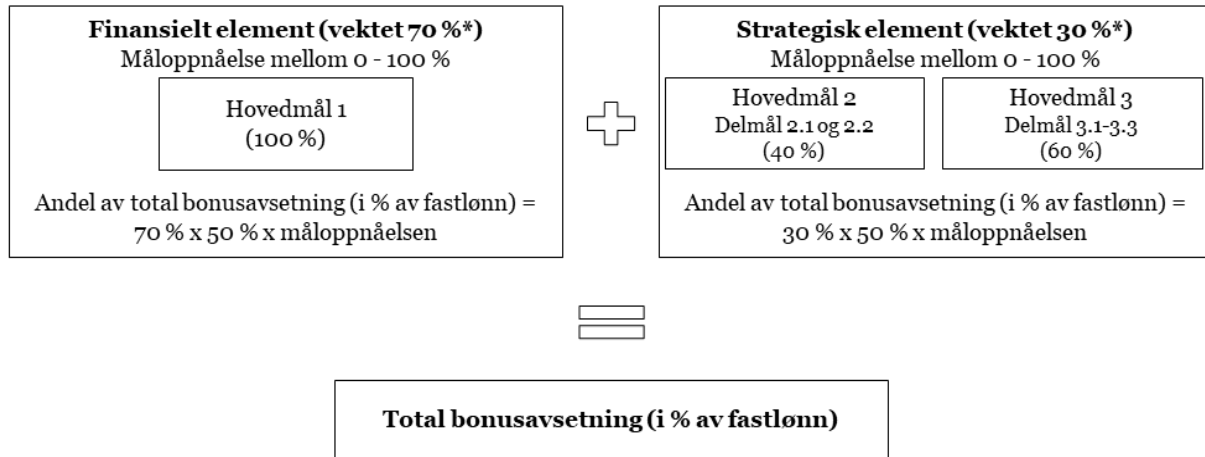 Finansielt element (vektet 70 %*)
Måloppnåelse mellom 0 - 100 %
Hovedmål 1
(100 %)
Andel av total bonusavsetning (i % av fastlønn) =
70 % x 50 % x måloppnåelsen
Strategisk element (vektet 30 %*)
Måloppnåelse mellom 0 - 100 %
Hovedmål 2
Delmål 2.1 og 2.2
(40 %)
Hovedmål 3
Delmål 3.1-3.3
(60 %)
Andel av total bonusavsetning (i % av fastlønn) =
30 % x 50 % x måloppnåelsen
Total bonusavsetning (i % av fastlønn)